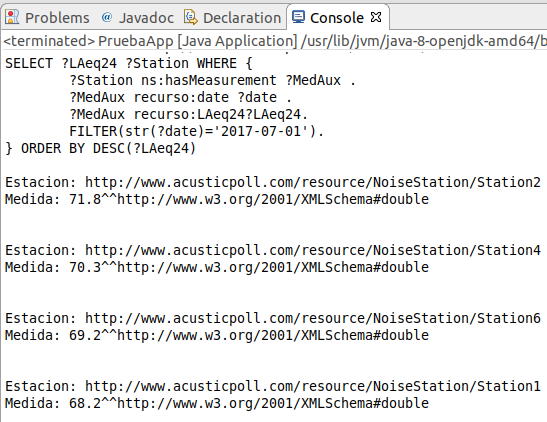 Problems @ Javadoc Declaration Console
<terminated> PruebaApp [Java Application] /usr/lib/jvm/java-8-openjdk-amd64/b
SELECT ?LAeq24 ?Station WHERE {
?Station ns:hasMeasurement ?MedAux .
?MedAux recurso:date ?date .
?MedAux recurso:LAeq24?LAeq24.
FILTER(str(?date)='2017-07-01').
} ORDER BY DESC(?LAeq24)
Estacion: http://www.acusticpoll.com/resource/NoiseStation/Station2
Medida: 71.8^^http://www.w3.org/2001/XMLSchema#double
Estacion: http://www.acusticpoll.com/resource/NoiseStation/Station4
Medida: 70.3^^http://www.w3.org/2001/XMLSchema#double
Estacion: http://www.acusticpoll.com/resource/NoiseStation/Station6
Medida: 69.2^^http://www.w3.org/2001/XMLSchema#double
Estacion: http://www.acusticpoll.com/resource/NoiseStation/Station1
Medida: 68.2^^http://www.w3.org/2001/XMLSchema#double